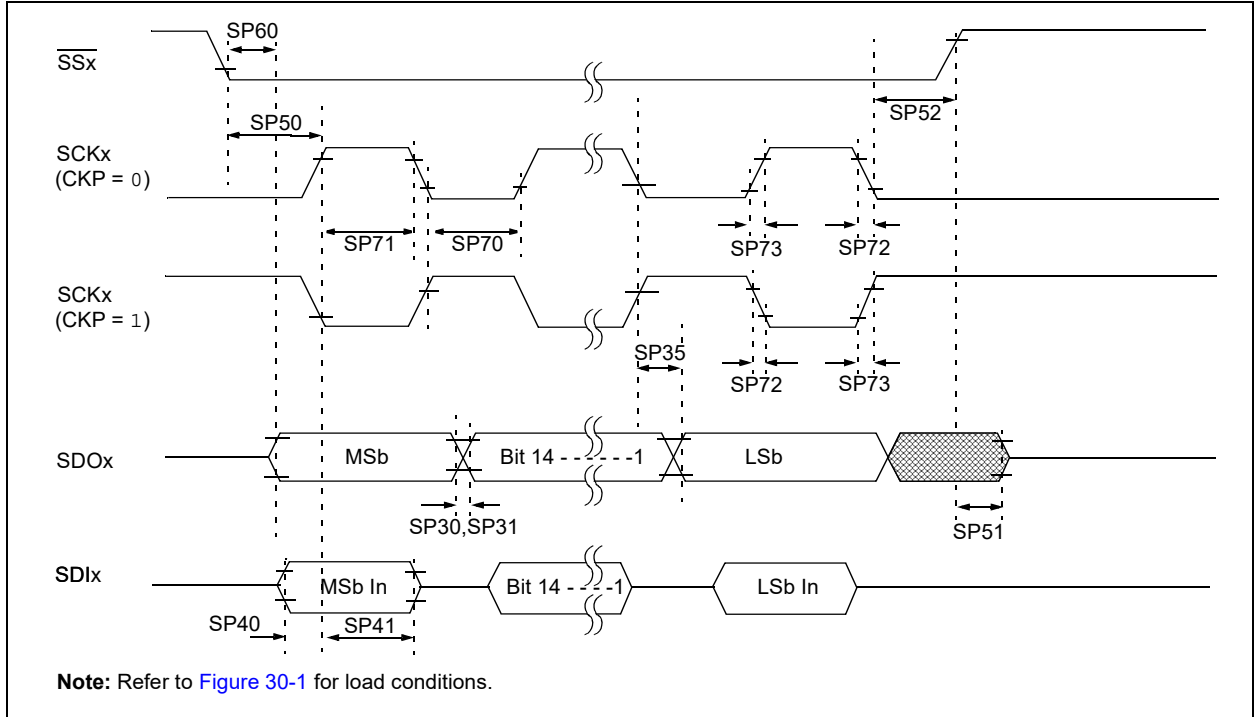 SP60
SSx
SP52
SP50
SCKx
(CKP = 0)
SP71
SP70
SP73
SP72
SCKx
(CKP = 1)
SP35
SP72
SP73
SDOx
MSb
Bit 14 - - - - - -1
LSb
SP30,SP31
SP51
SDIx
MSb In
Bit 14 - - - -1
LSb In
SP40
SP41
Note: Refer to Figure 30-1 for load conditions.